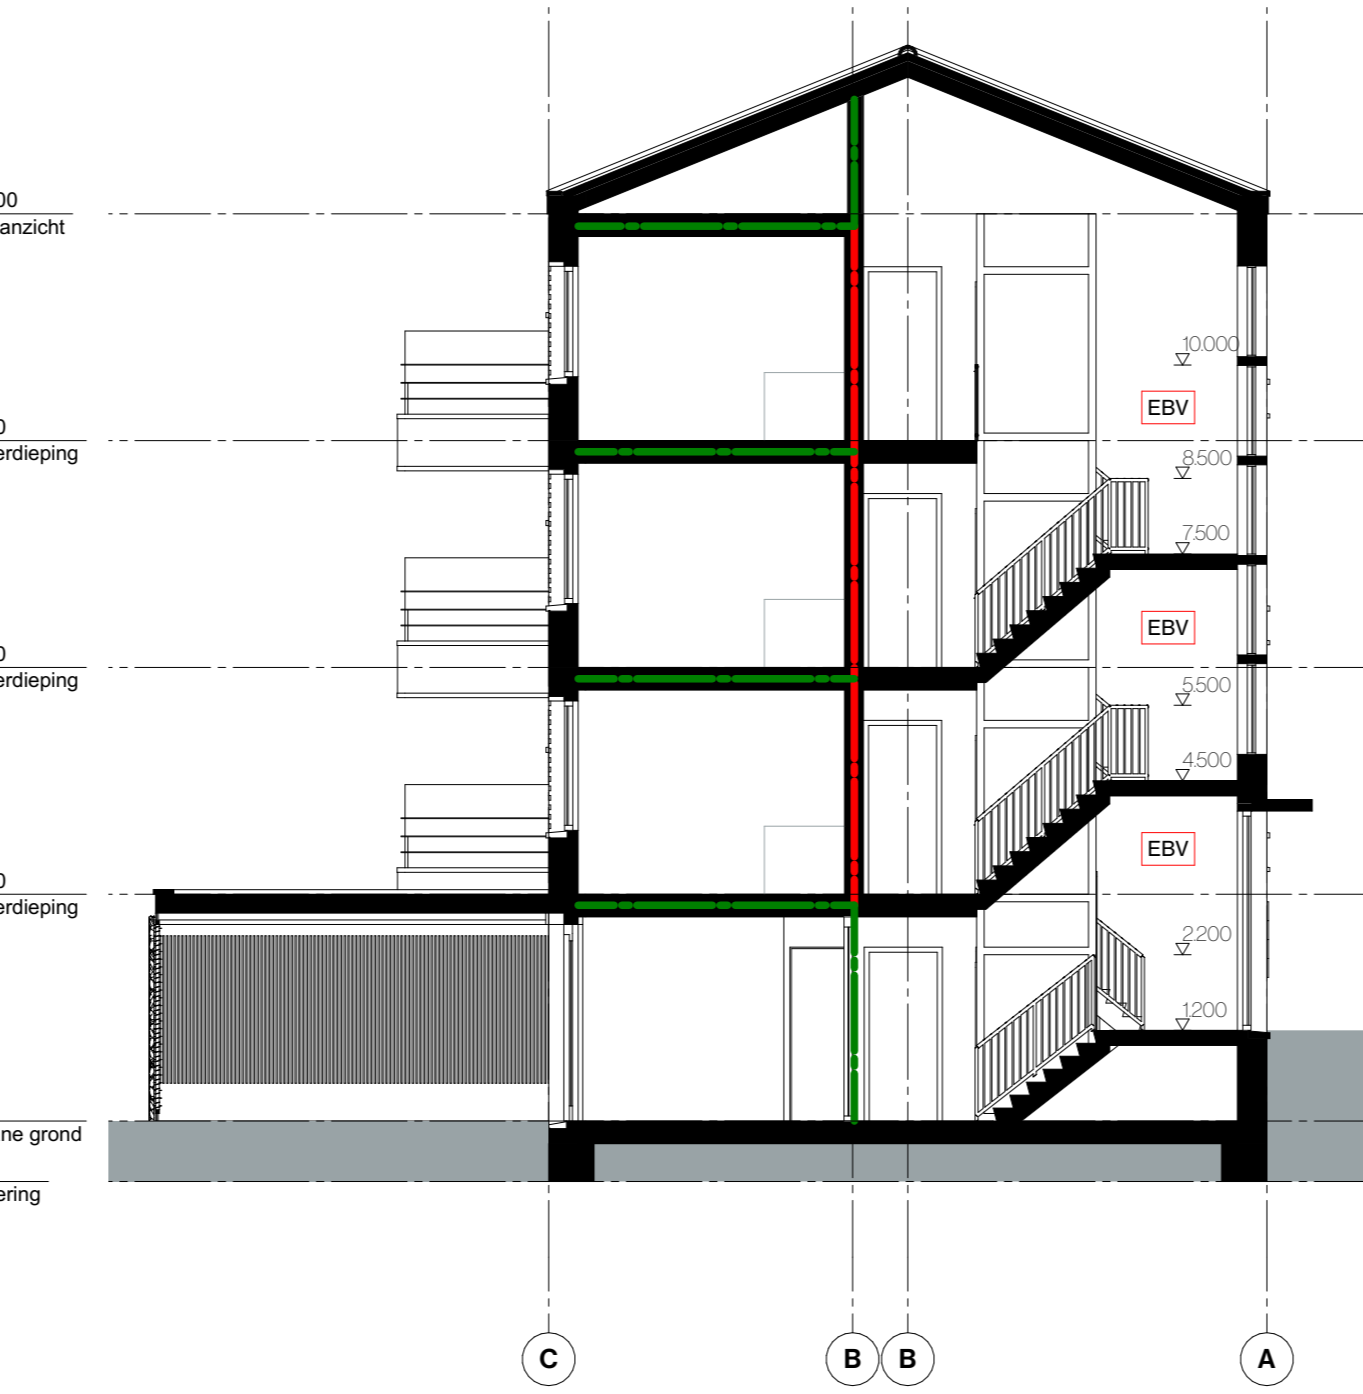 00
anzicht
10.000
EBV
0
erdieping
8.500
7.500
EBV
0
erdieping
5.500
4.500
EBV
0
erdieping
2.200
1.200
ne grond
ering
C
B
B
A